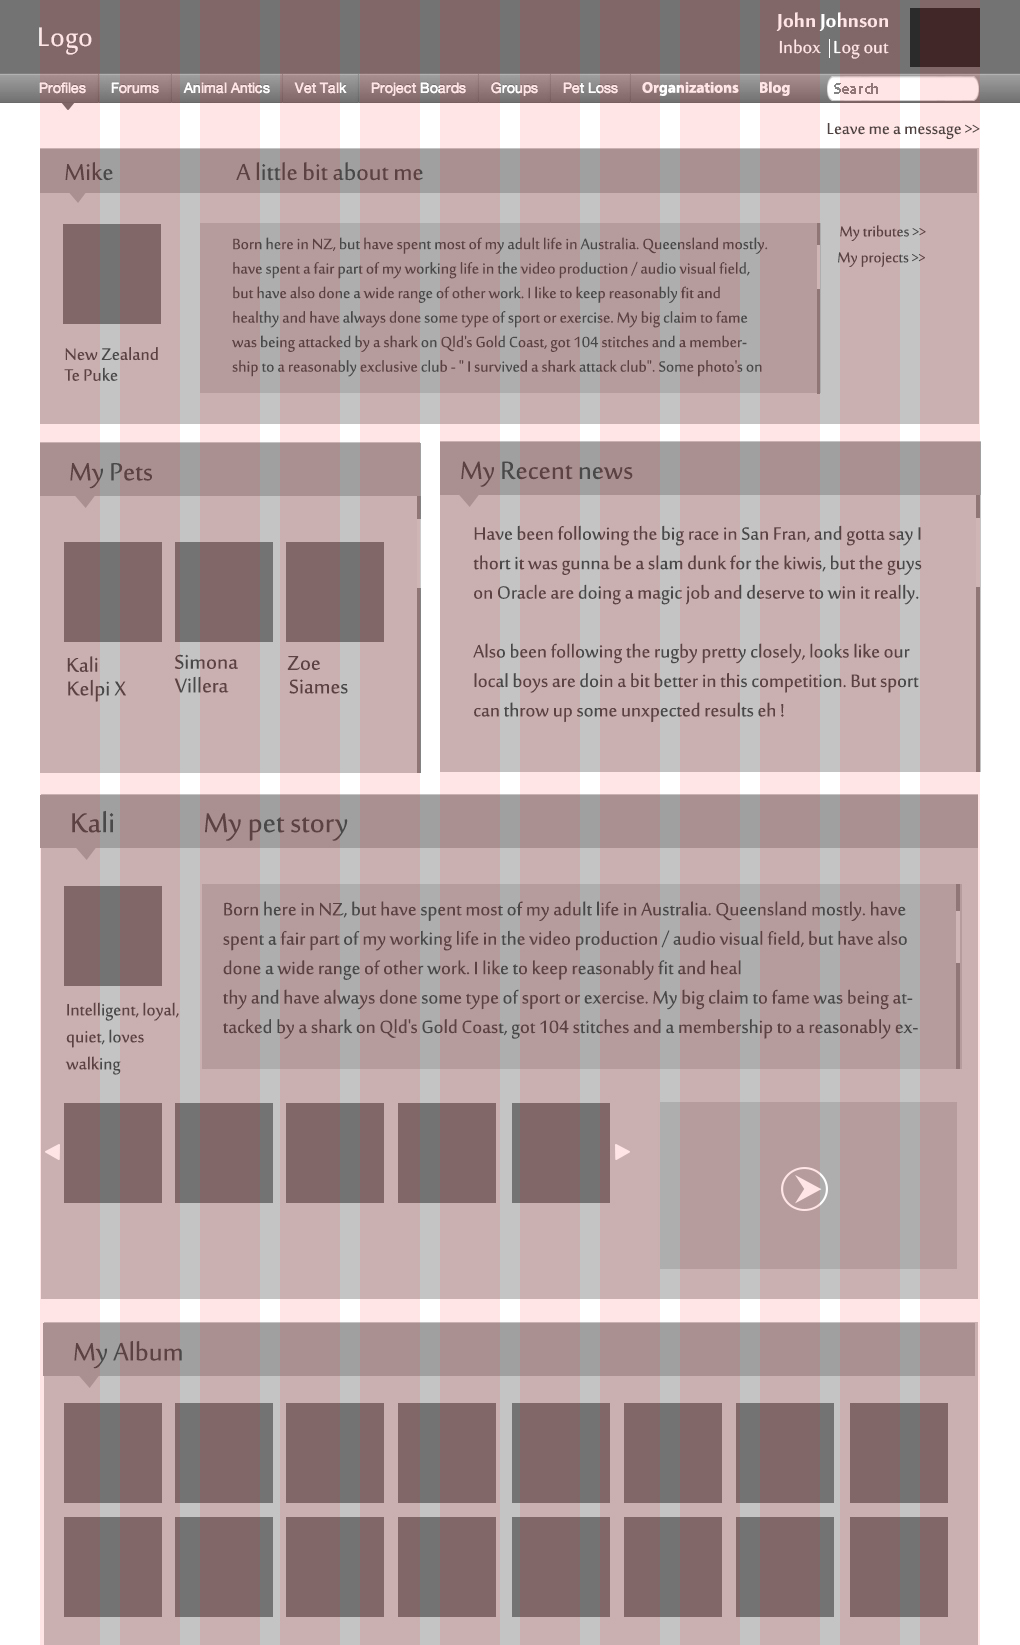 Logo
John Johnson
Inbox | Log out
Profiles
Forums
Animal Antics
Vet Talk
Project Boards
Groups
Pet Loss
Organizations
Blog
Search
Leave me a message >>
Mike
A little bit about me
Born here in NZ, but have spent most of my adult life in Australia. Queensland mostly.
have spent a fair part of my working life in the video production / audio visual field,
but have also done a wide range of other work. I like to keep reasonably fit and
healthy and have always done some type of sport or exercise. My big claim to fame
was being attacked by a shark on Qld's Gold Coast, got 104 stitches and a member-
ship to a reasonably exclusive club - " I survived a shark attack club". Some photo's on
My tributes >>
My projects >>
New Zealand
Te Puke
My Pets
Kali
Kelpi X
Simona
Villera
Zoe
Siames
My Recent news
Have been following the big race in San Fran, and gotta say I
thort it was gunna be a slam dunk for the kiwis, but the guys
on Oracle are doing a magic job and deserve to win it really.
Also been following the rugby pretty closely, looks like our
local boys are doin a bit better in this competition. But sport
can throw up some unxpected results eh !
Kali
My pet story
Born here in NZ, but have spent most of my adult life in Australia. Queensland mostly. have
spent a fair part of my working life in the video production / audio visual field, but have also
done a wide range of other work. I like to keep reasonably fit and heal
thy and have always done some type of sport or exercise. My big claim to fame was being at-
tacked by a shark on Qld's Gold Coast, got 104 stitches and a membership to a reasonably ex-
Intelligent, loyal,
quiet, loves
walking
My Album